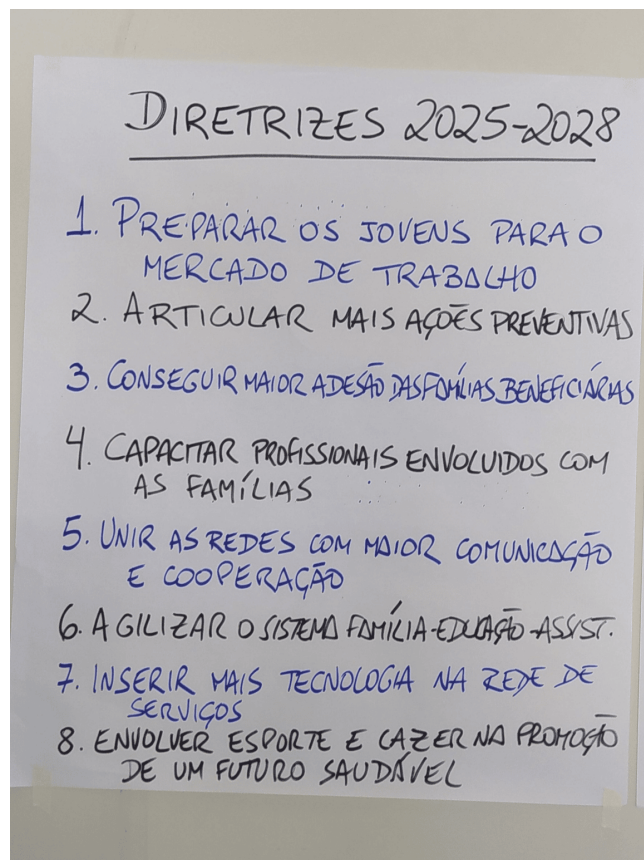 DIRETRIZES 2025-2028
1. PREPARAR OS JOVENS PARA O
MERCADO DE TRABALHO
2. ARTICULAR MAIS AÇÕES PREVENTIVAS
3. CONSEGUIR MAIOR ADESÃO DAS FAMÍLIAS BENEFICIÁRIAS
4. CAPACITAR PROFISSIONAIS ENVOLVIDOS COM
AS FAMÍLIAS
5. UNIR AS REDES COM MAIOR COMUNICAÇÃO
E COOPERAÇÃO
6. AGILIZAR O SISTEMA FAMÍLIA-EDUCAÇÃO-ASSIST.
7. INSERIR MAIS TECNOLOGIA NA REDE DE
SERVIÇOS
8. ENVOLVER ESPORTE E LAZER NA PROMOÇÃO
DE UM FUTURO SAUDÁVEL